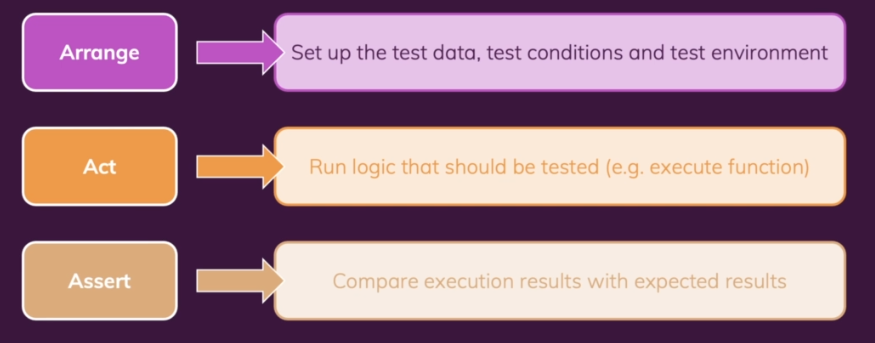 Arrange
Set up the test data, test conditions and test environment
Act
Run logic that should be tested (e.g. execute function)
Assert
Compare execution results with expected results